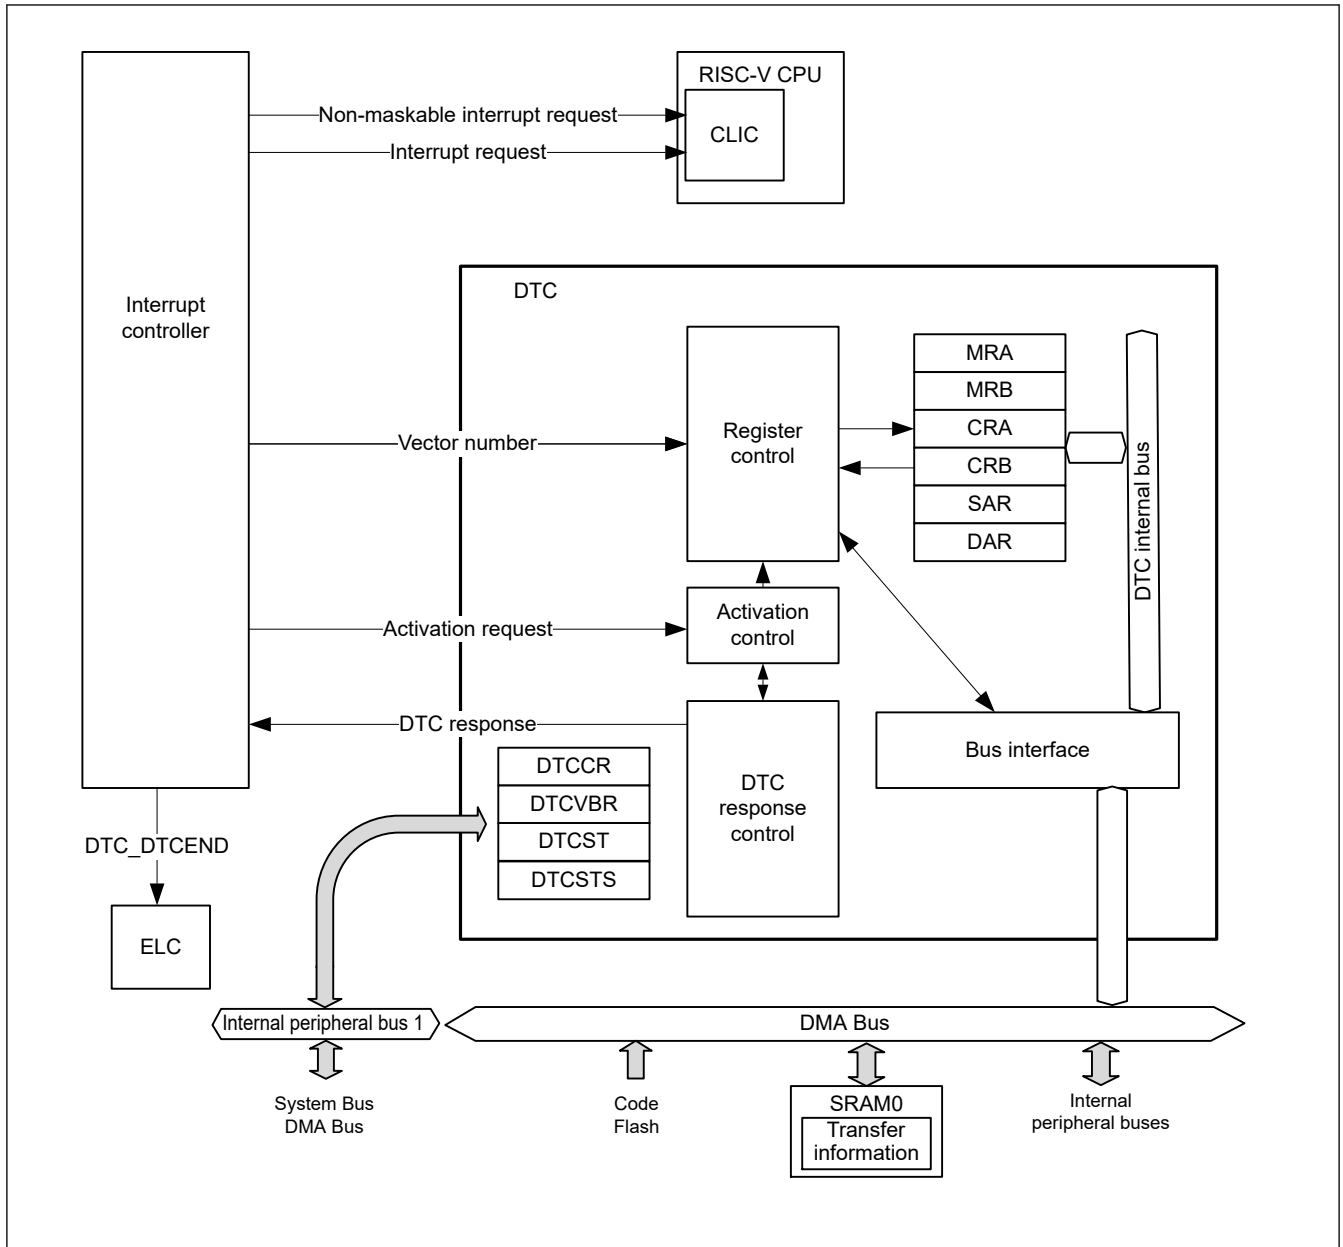 RISC-V CPU
Non-maskable interrupt request
CLIC
Interrupt request
DTC
Interrupt
controller
MRA
MRB
Vector number
Register
control
CRA
CRB
SAR
DAR
DTC internal bus
Activation request
Activation
control
DTC response
Bus interface
DTCCR
DTCVBR
DTCST
DTCSTS
DTC
response
control
DTC_DTCEND
ELC
Internal peripheral bus 1
DMA Bus
System Bus
DMA Bus
Code
Flash
SRAM0
Transfer
information
Internal
peripheral buses